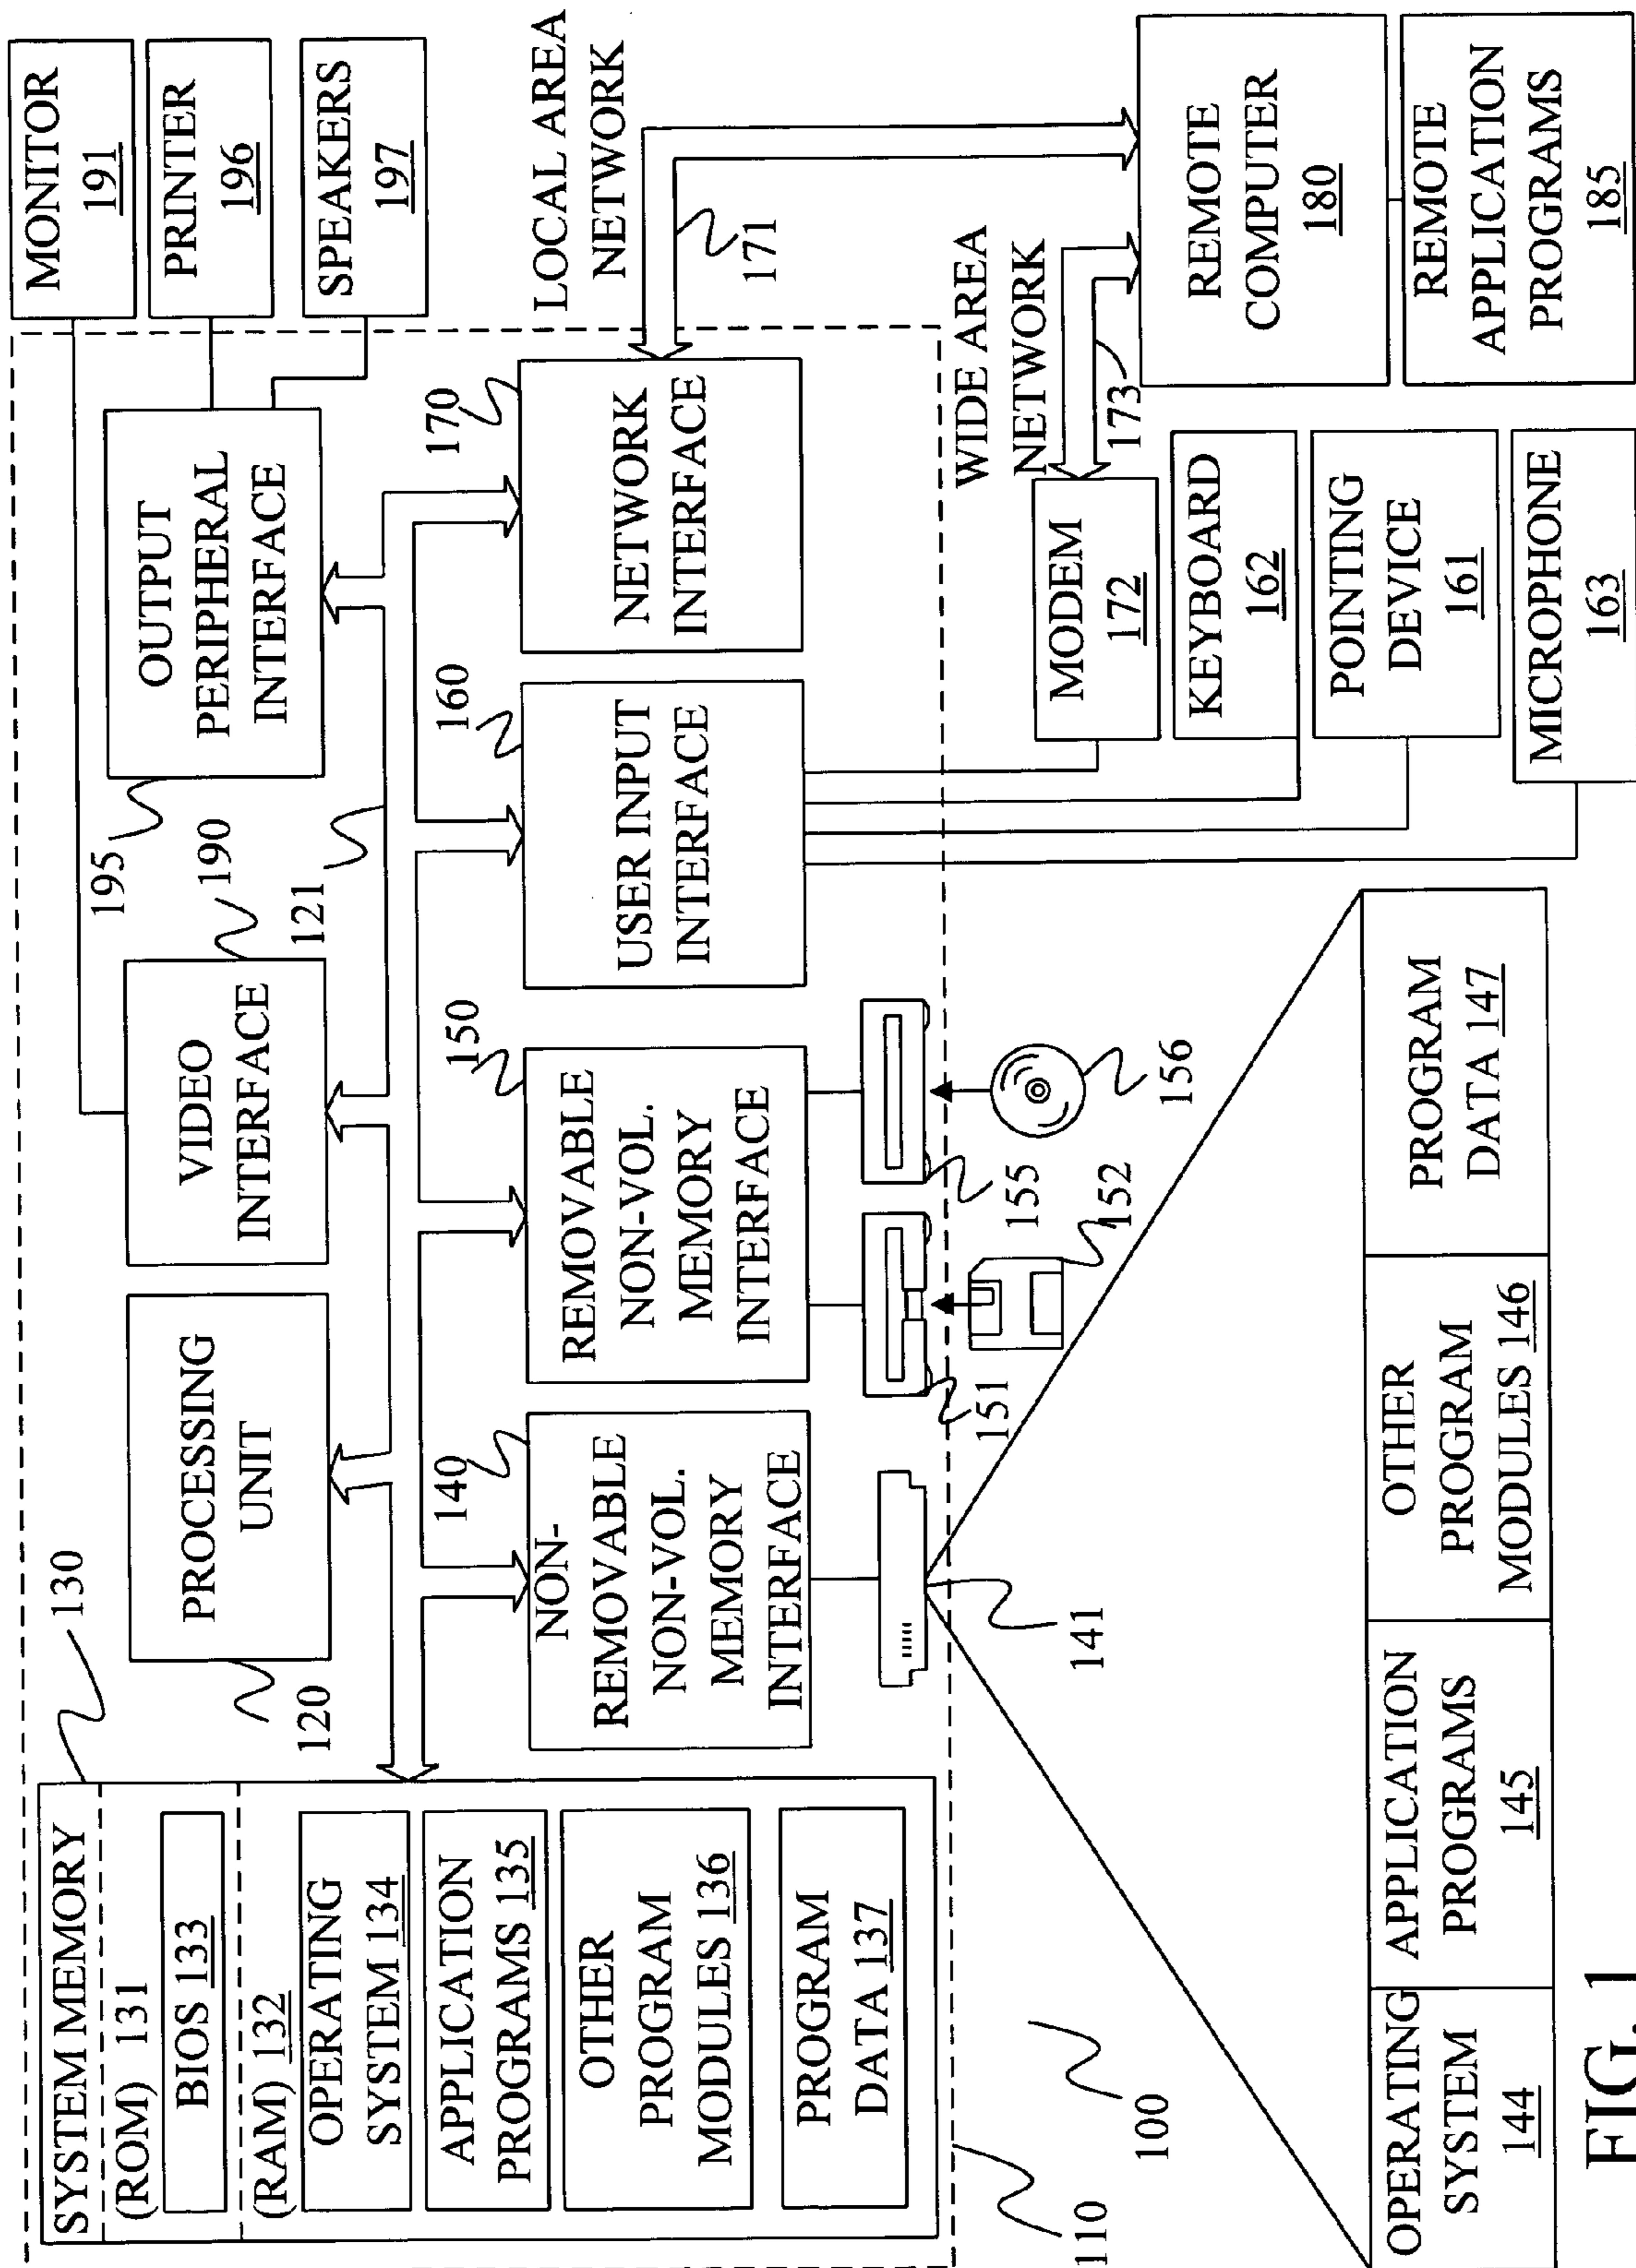 SYSTEM MEMORY
(ROM) 131
BIOS 133
(RAM) 132
OPERATING
SYSTEM 134
APPLICATION
PROGRAMS 135
OTHER
PROGRAM
MODULES 136
PROGRAM
DATA 137
130
120
PROCESSING
UNIT
VIDEO
INTERFACE
190
121
195
OUTPUT
PERIPHERAL
INTERFACE
MONITOR
191
PRINTER
196
SPEAKERS
197
140
NON-
REMOVABLE
NON-VOL.
MEMORY
INTERFACE
150
REMOVABLE
NON-VOL.
MEMORY
INTERFACE
160
USER INPUT
INTERFACE
170
NETWORK
INTERFACE
LOCAL AREA
NETWORK
171
WIDE AREA
NETWORK
173
141
151
152
155
156
MODEM
172
KEYBOARD
162
POINTING
DEVICE
161
MICROPHONE
163
REMOTE
COMPUTER
180
REMOTE
APPLICATION
PROGRAMS
185
110
100
OPERATING
SYSTEM
144
APPLICATION
PROGRAMS
145
OTHER
PROGRAM
MODULES 146
PROGRAM
DATA 147
FIG. 1